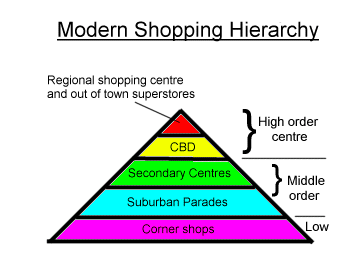 Modern Shopping Hierarchy
Regional shopping centre
and out of town superstores
High order
centre
CBD
Secondary Centres
Middle
order
Suburban Parades
Corner shops
Low